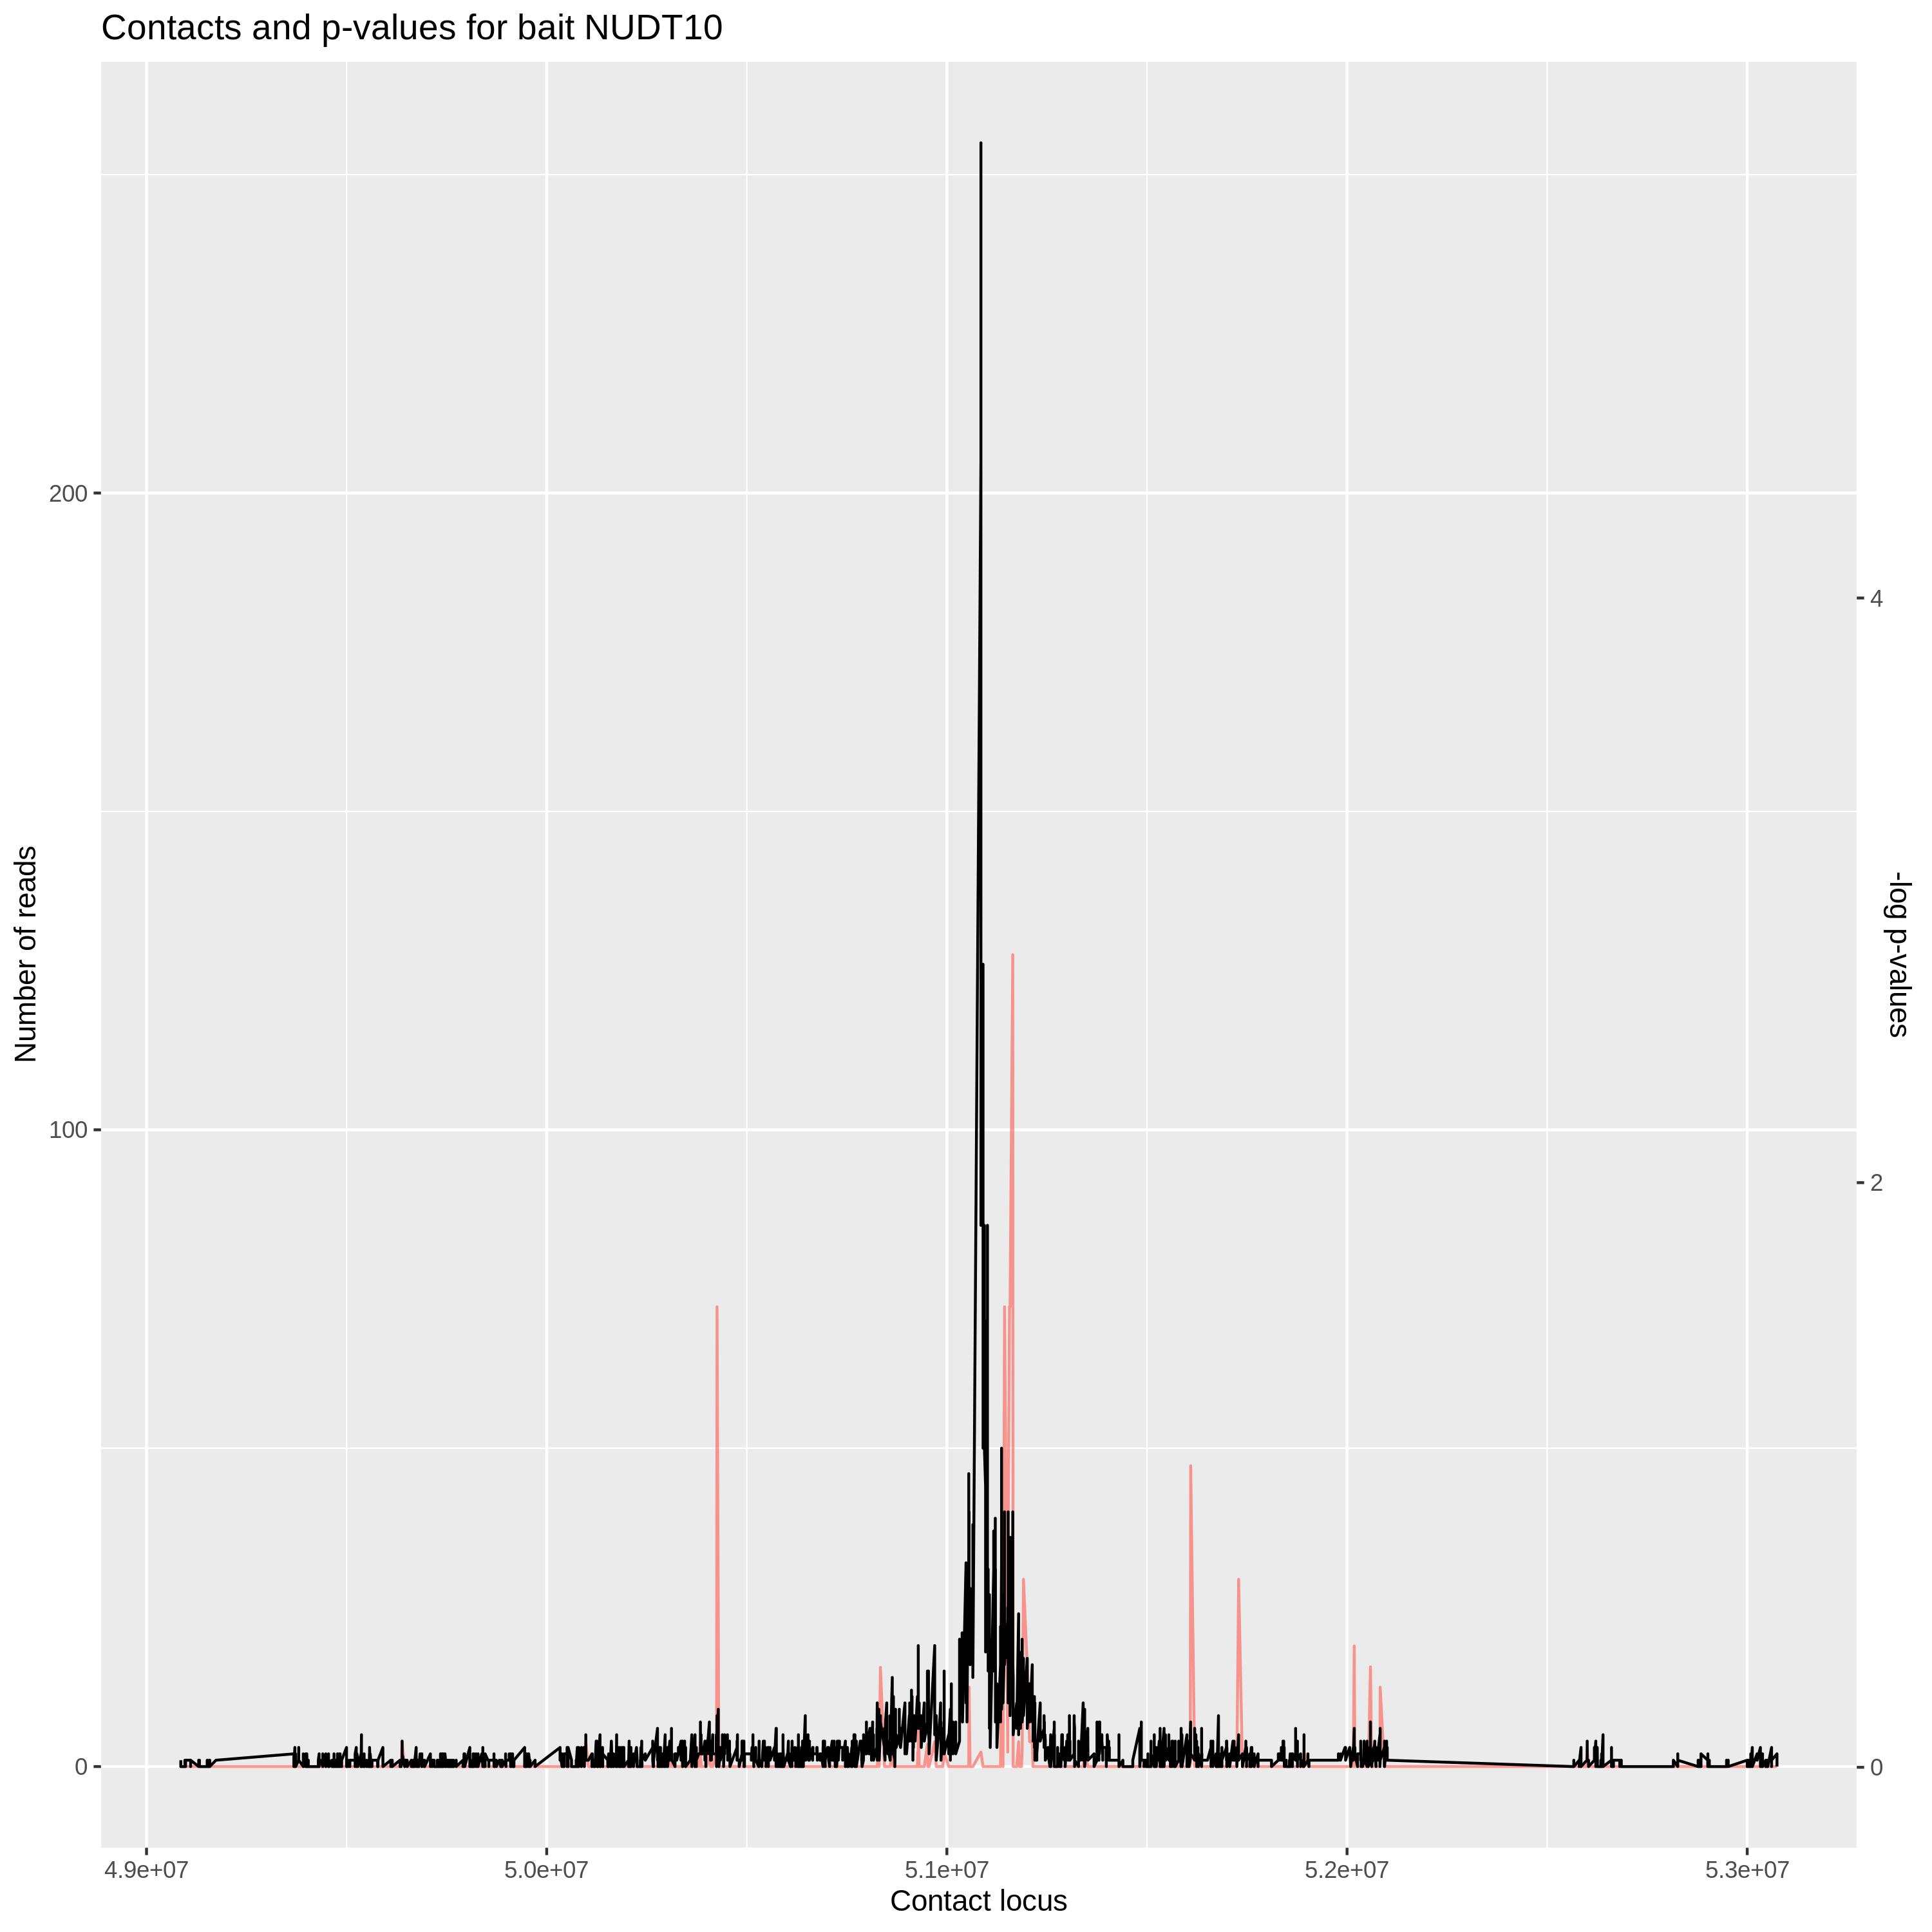 Contacts and p-values for bait NUDT10
Number of reads
200
100
0
-log p-values
4
2
0
4.9e+07 5.0e+07 5.1e+07 5.2e+07 5.3e+07
Contact locus